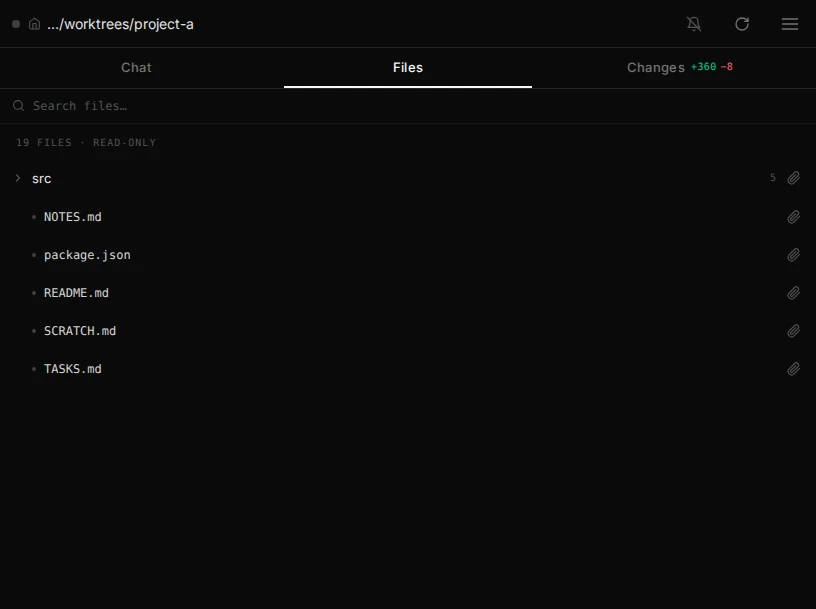 .../worktrees/project-a
Chat
Files
Changes +360 −8
Search files…
19 FILES · READ-ONLY
src 5
NOTES.md
package.json
README.md
SCRATCH.md
TASKS.md